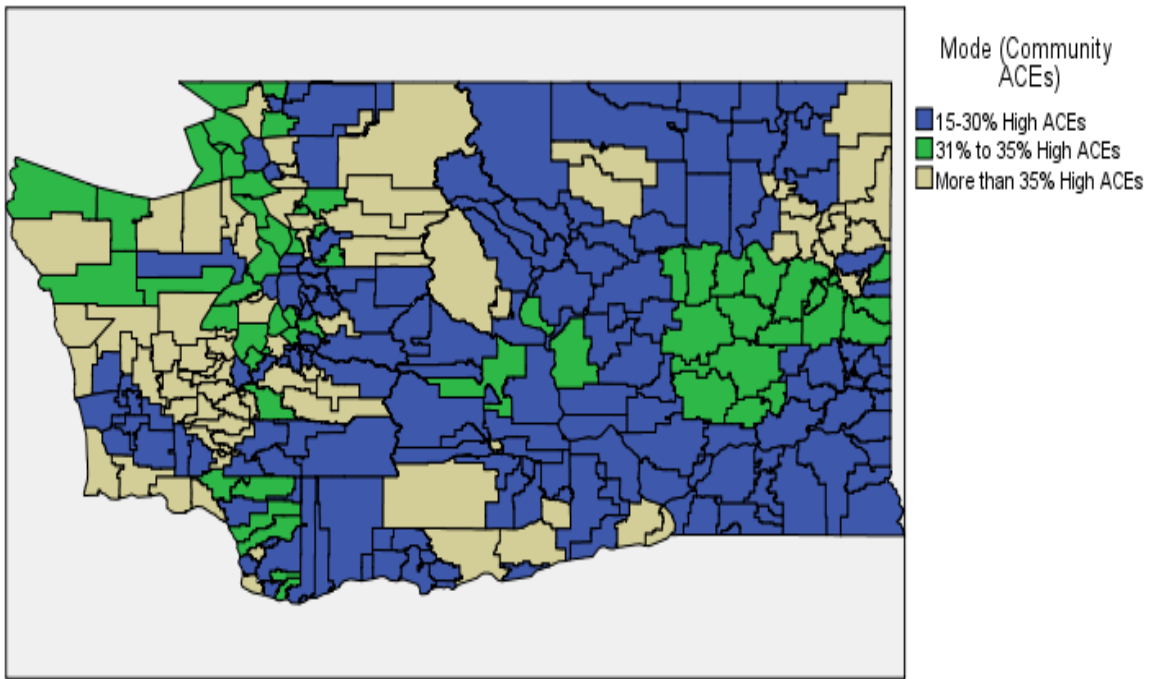 Mode (Community
ACEs)
15-30% High ACEs
31% to 35% High ACEs
More than 35% High ACEs